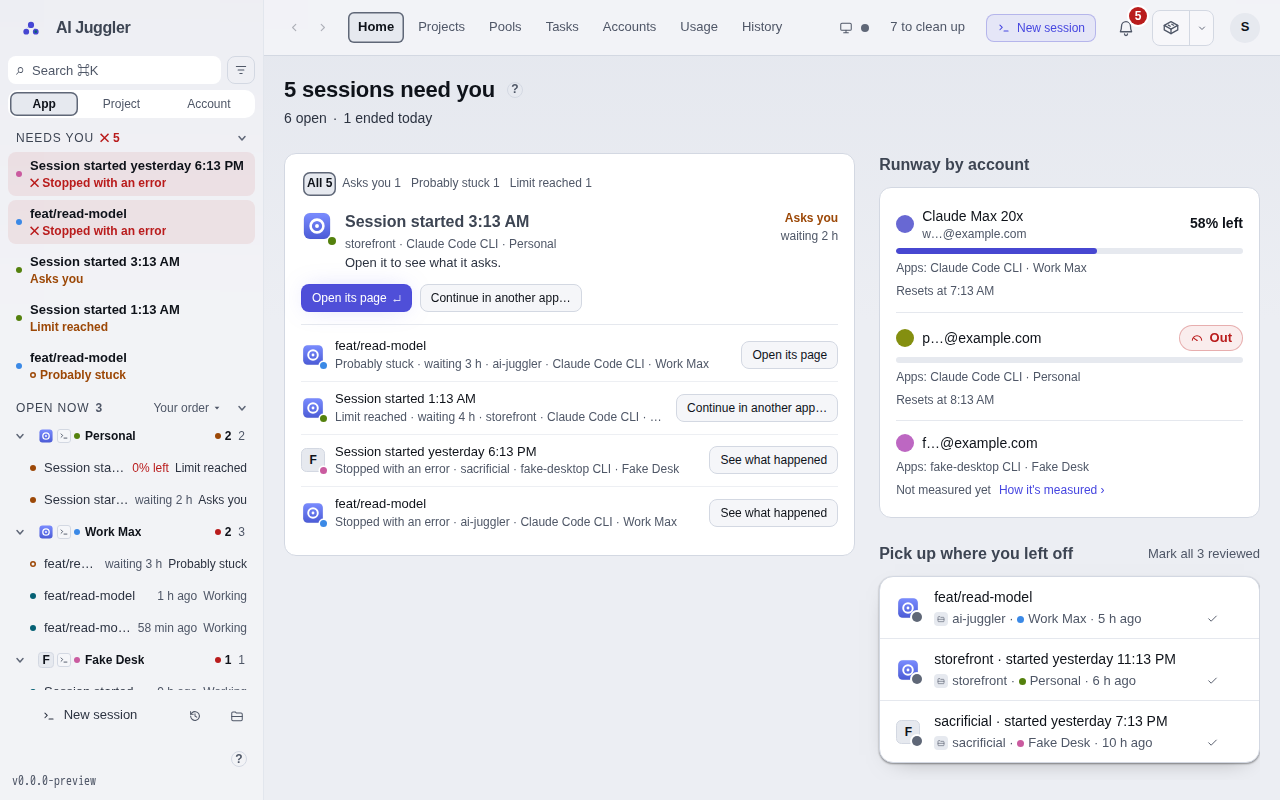 AI Juggler
Search ⌘K
App
Project
Account
NEEDS YOU 5
Session started yesterday 6:13 PM
Stopped with an error
feat/read-model
Stopped with an error
Session started 3:13 AM
Asks you
Session started 1:13 AM
Limit reached
feat/read-model
Probably stuck
OPEN NOW 3
Your order
Personal 2 2
Session sta… 0% left Limit reached
Session star… waiting 2 h Asks you
Work Max 2 3
feat/re… waiting 3 h Probably stuck
feat/read-model 1 h ago Working
feat/read-mo… 58 min ago Working
F Fake Desk 1 1
New session
?
v0.0.0-preview
Home
Projects
Pools
Tasks
Accounts
Usage
History
7 to clean up
New session
5
S
5 sessions need you ?
6 open · 1 ended today
All 5 Asks you 1 Probably stuck 1 Limit reached 1
Session started 3:13 AM
Asks you
storefront · Claude Code CLI · Personal
waiting 2 h
Open it to see what it asks.
Open its page
Continue in another app…
feat/read-model
Probably stuck · waiting 3 h · ai-juggler · Claude Code CLI · Work Max
Open its page
Session started 1:13 AM
Limit reached · waiting 4 h · storefront · Claude Code CLI · …
Continue in another app…
F
Session started yesterday 6:13 PM
Stopped with an error · sacrificial · fake-desktop CLI · Fake Desk
See what happened
feat/read-model
Stopped with an error · ai-juggler · Claude Code CLI · Work Max
See what happened
Runway by account
Claude Max 20x
w…@example.com
58% left
Apps: Claude Code CLI · Work Max
Resets at 7:13 AM
p…@example.com
Out
Apps: Claude Code CLI · Personal
Resets at 8:13 AM
f…@example.com
Apps: fake-desktop CLI · Fake Desk
Not measured yet How it's measured ›
Pick up where you left off
Mark all 3 reviewed
feat/read-model
ai-juggler · Work Max · 5 h ago
storefront · started yesterday 11:13 PM
storefront · Personal · 6 h ago
F
sacrificial · started yesterday 7:13 PM
sacrificial · Fake Desk · 10 h ago